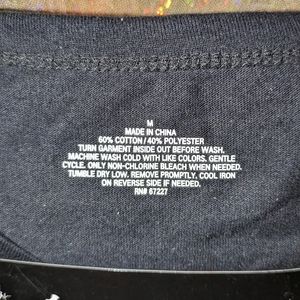 M
MADE IN CHINA
60% COTTON / 40% POLYESTER
TURN GARMENT INSIDE OUT BEFORE WASH.
MACHINE WASH COLD WITH LIKE COLORS. GENTLE
CYCLE. ONLY NON-CHLORINE BLEACH WHEN NEEDED.
TUMBLE DRY LOW. REMOVE PROMPTLY. COOL IRON
ON REVERSE SIDE IF NEEDED.
RN# 67227